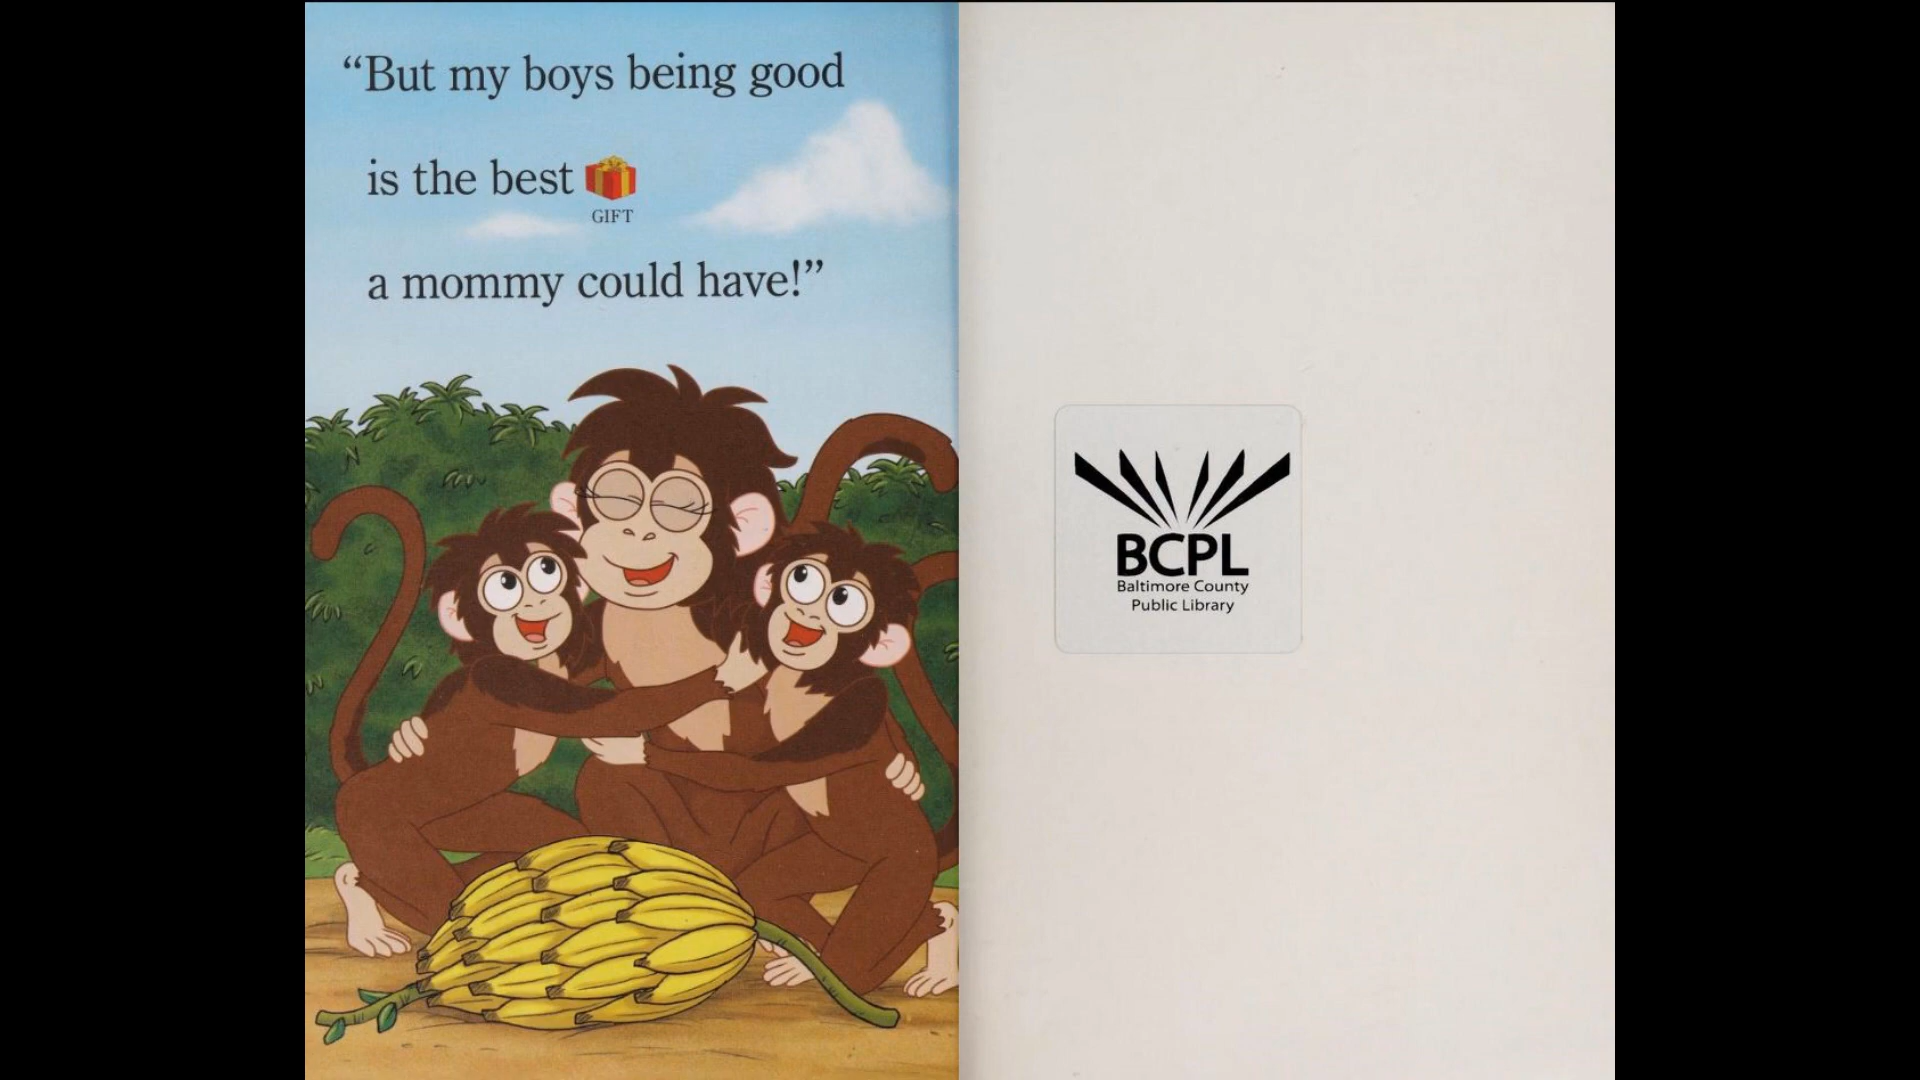 “But my boys being good
is the best
GIFT
a mommy could have!”
BCPL
Baltimore County
Public Library